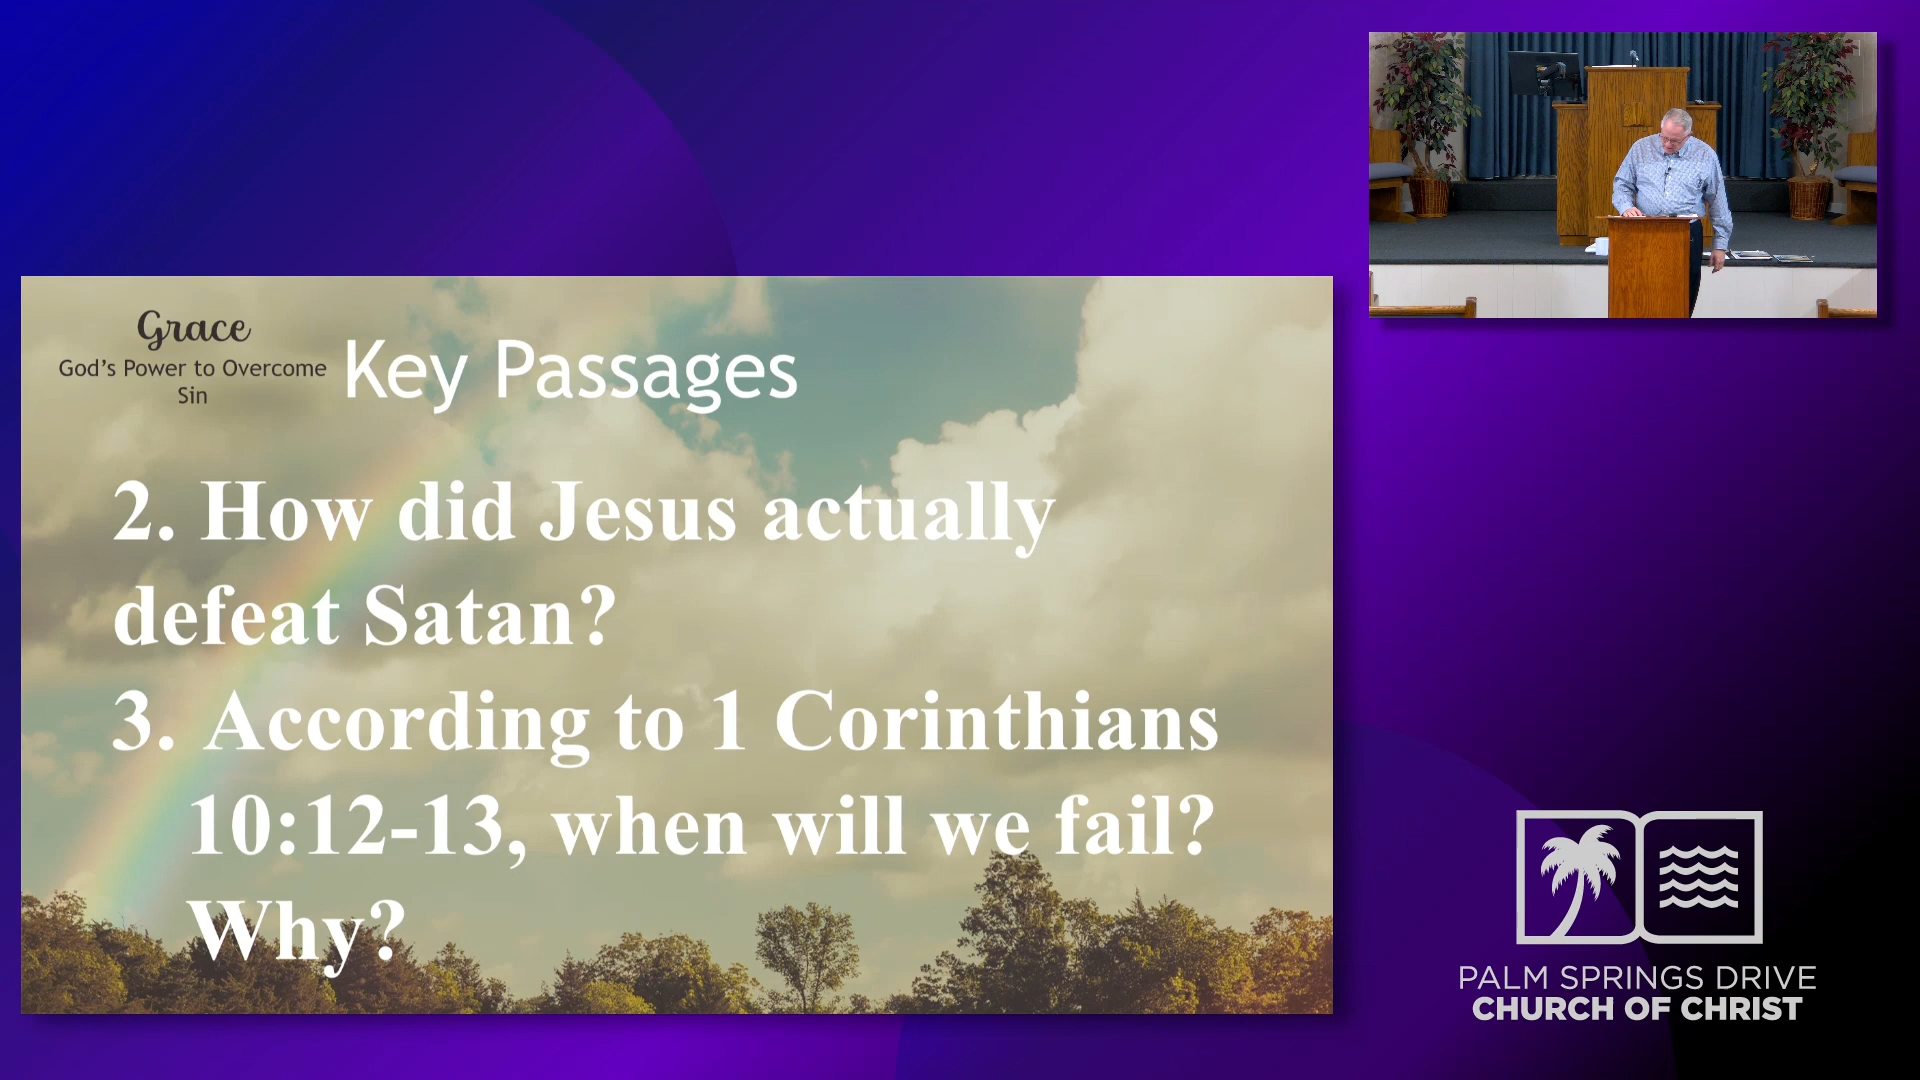 Grace
God's Power to Overcome
Sin
Key Passages
2. How did Jesus actually
defeat Satan?
3. According to 1 Corinthians
10:12-13, when will we fail?
Why?
PALM SPRINGS DRIVE
CHURCH OF CHRIST